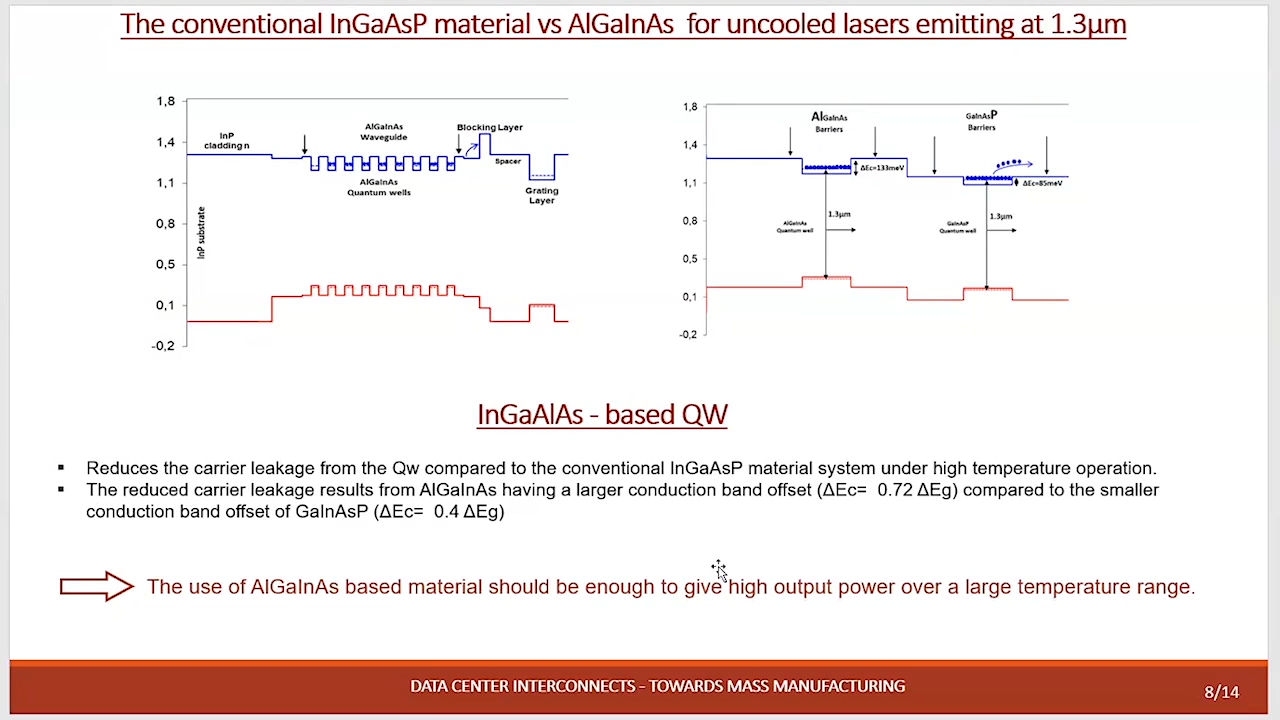 The conventional InGaAsP material vs AlGaInAs for uncooled lasers emitting at 1.3µm
1,8
1,4
1,1
0,8
0,5
0,1
-0,2
InP
cladding n
AlGaInAs
Waveguide
Blocking Layer
AlGaInAs
Quantum wells
Spacer
Grating
Layer
InP substrate
1,8
1,4
1,1
0,8
0,5
0,1
-0,2
AlGaInAs
Barriers
GaInAsP
Barriers
ΔEc=133meV
ΔEc=85meV
AlGaInAs
Quantum well
1.3µm
GaInAsP
Quantum well
1.3µm
InGaAlAs - based QW
▪ Reduces the carrier leakage from the Qw compared to the conventional InGaAsP material system under high temperature operation.
▪ The reduced carrier leakage results from AlGaInAs having a larger conduction band offset (ΔEc= 0.72 ΔEg) compared to the smaller
conduction band offset of GaInAsP (ΔEc= 0.4 ΔEg)
The use of AlGaInAs based material should be enough to give high output power over a large temperature range.
DATA CENTER INTERCONNECTS - TOWARDS MASS MANUFACTURING
8/14